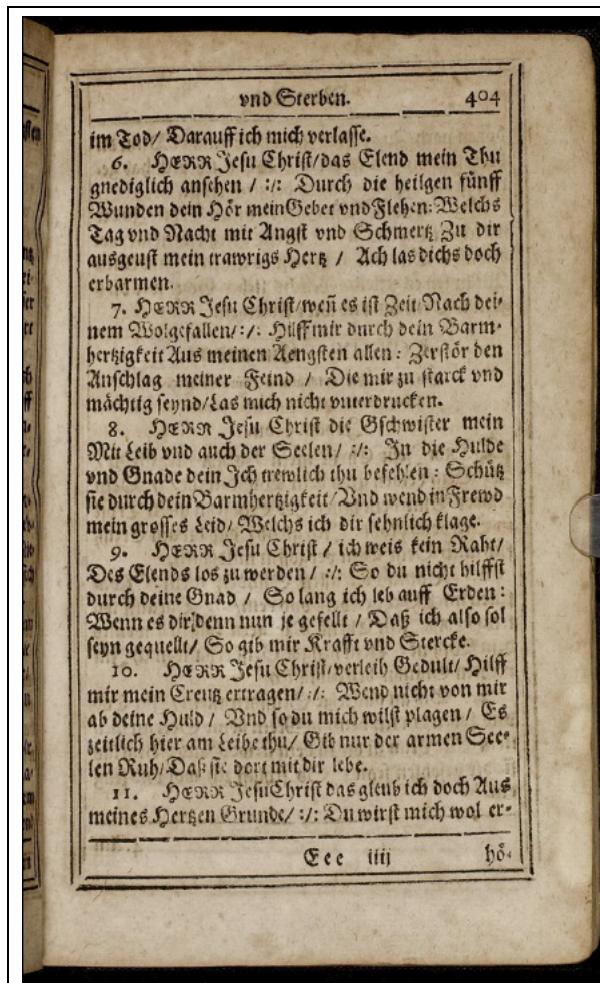 vnd Sterben. 404
im Tod/ Darauff ich mich verlasse.
6. HERR Jesu Christ/das Elend mein Thu
gnediglich ansehen / :/: Durch die heilgen fünff
Wunden dein Hör mein Gebet vnd Flehen: Welchs
Tag vnd Nacht mit Angst vnd Schmertz Zu dir
ausgeust mein trawrigs Hertz / Ach las dichs doch
erbarmen.
7. HERR Jesu Christ/weñ es ist Zeit Nach dei-
nem Wolgefallen/:/: Hilff mir durch dein Barm-
hertzigkeit Aus meinen Aengsten allen: Zerstör den
Anschlag meiner Feind / Die mir zu starck vnd
mächtig seynd/Las mich nicht vnterdrucken.
8. HERR Jesu Christ die Gschwister mein
Mit Leib vnd auch der Seelen/ :/: In die Hulde
vnd Gnade dein Ich trewlich thu befehlen: Schütz
sie durch dein Barmhertzigkeit/Vnd wend in Frewd
mein grosses Leid/ Welchs ich dir sehnlich klage.
9. HERR Jesu Christ / ich weis kein Raht/
Des Elends los zu werden / :/: So du nicht hilffst
durch deine Gnad / So lang ich leb auff Erden:
Wenn es dir denn nun je gefellt / Daß ich also sol
seyn gequellt/ So gib mir Krafft vnd Stercke.
10. HERR Jesu Christ/verleih Gedult/ Hilff
mir mein Creutz ertragen/:/: Wend nicht von mir
ab deine Huld / Vnd so du mich wilst plagen / Es
zeitlich hier am Leibe thu/ Gib nur der armen See-
len Ruh/Daß sie dort mit dir lebe.
11. HERR Jesu Christ das gleub ich doch Aus
meines Hertzen Grunde/ :/: Du wirst mich wol er-
Eee iiij hö-